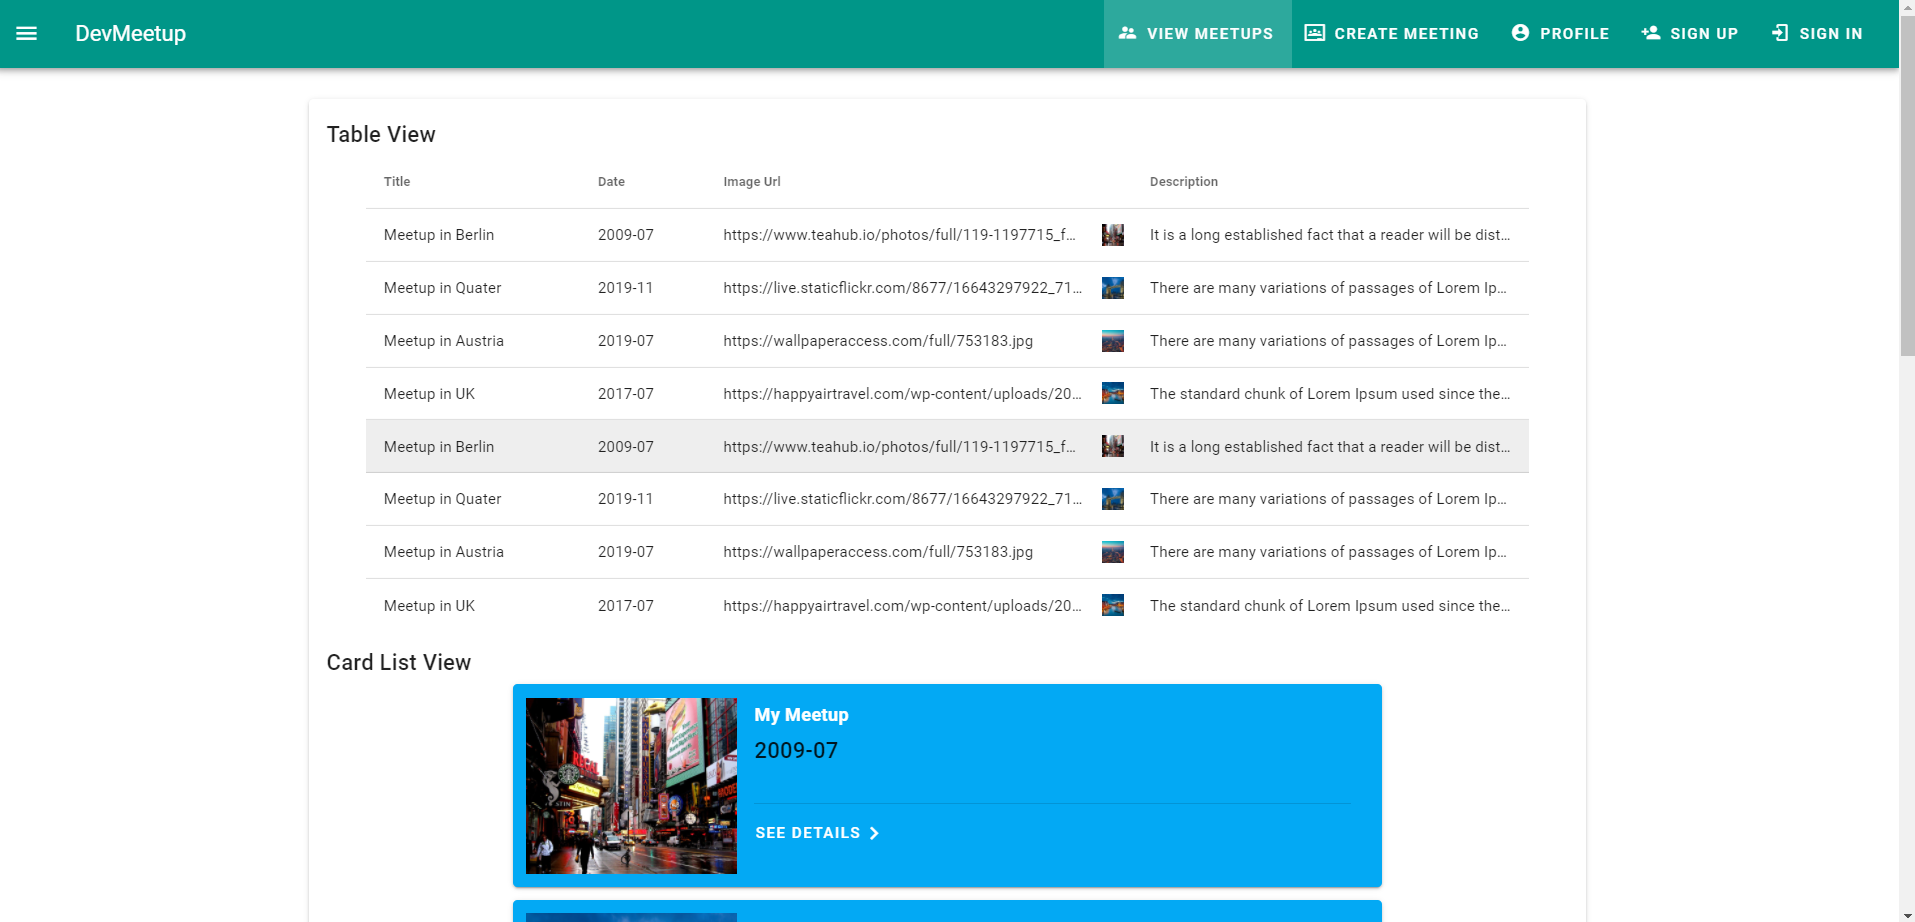 DevMeetup VIEW MEETUPS CREATE MEETING PROFILE SIGN UP SIGN IN
Table View
Title Date Image Url Description
Meetup in Berlin 2009-07 https://www.teahub.io/photos/full/119-1197715_f... It is a long established fact that a reader will be dist...
Meetup in Quater 2019-11 https://live.staticflickr.com/8677/16643297922_71... There are many variations of passages of Lorem Ip...
Meetup in Austria 2019-07 https://wallpaperaccess.com/full/753183.jpg There are many variations of passages of Lorem Ip...
Meetup in UK 2017-07 https://happyairtravel.com/wp-content/uploads/20... The standard chunk of Lorem Ipsum used since the...
Meetup in Berlin 2009-07 https://www.teahub.io/photos/full/119-1197715_f... It is a long established fact that a reader will be dist...
Meetup in Quater 2019-11 https://live.staticflickr.com/8677/16643297922_71... There are many variations of passages of Lorem Ip...
Meetup in Austria 2019-07 https://wallpaperaccess.com/full/753183.jpg There are many variations of passages of Lorem Ip...
Meetup in UK 2017-07 https://happyairtravel.com/wp-content/uploads/20... The standard chunk of Lorem Ipsum used since the...
Card List View
My Meetup
2009-07
SEE DETAILS